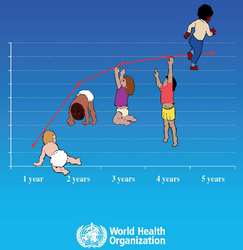 1 year 2 years 3 years 4 years 5 years
World Health
Organization